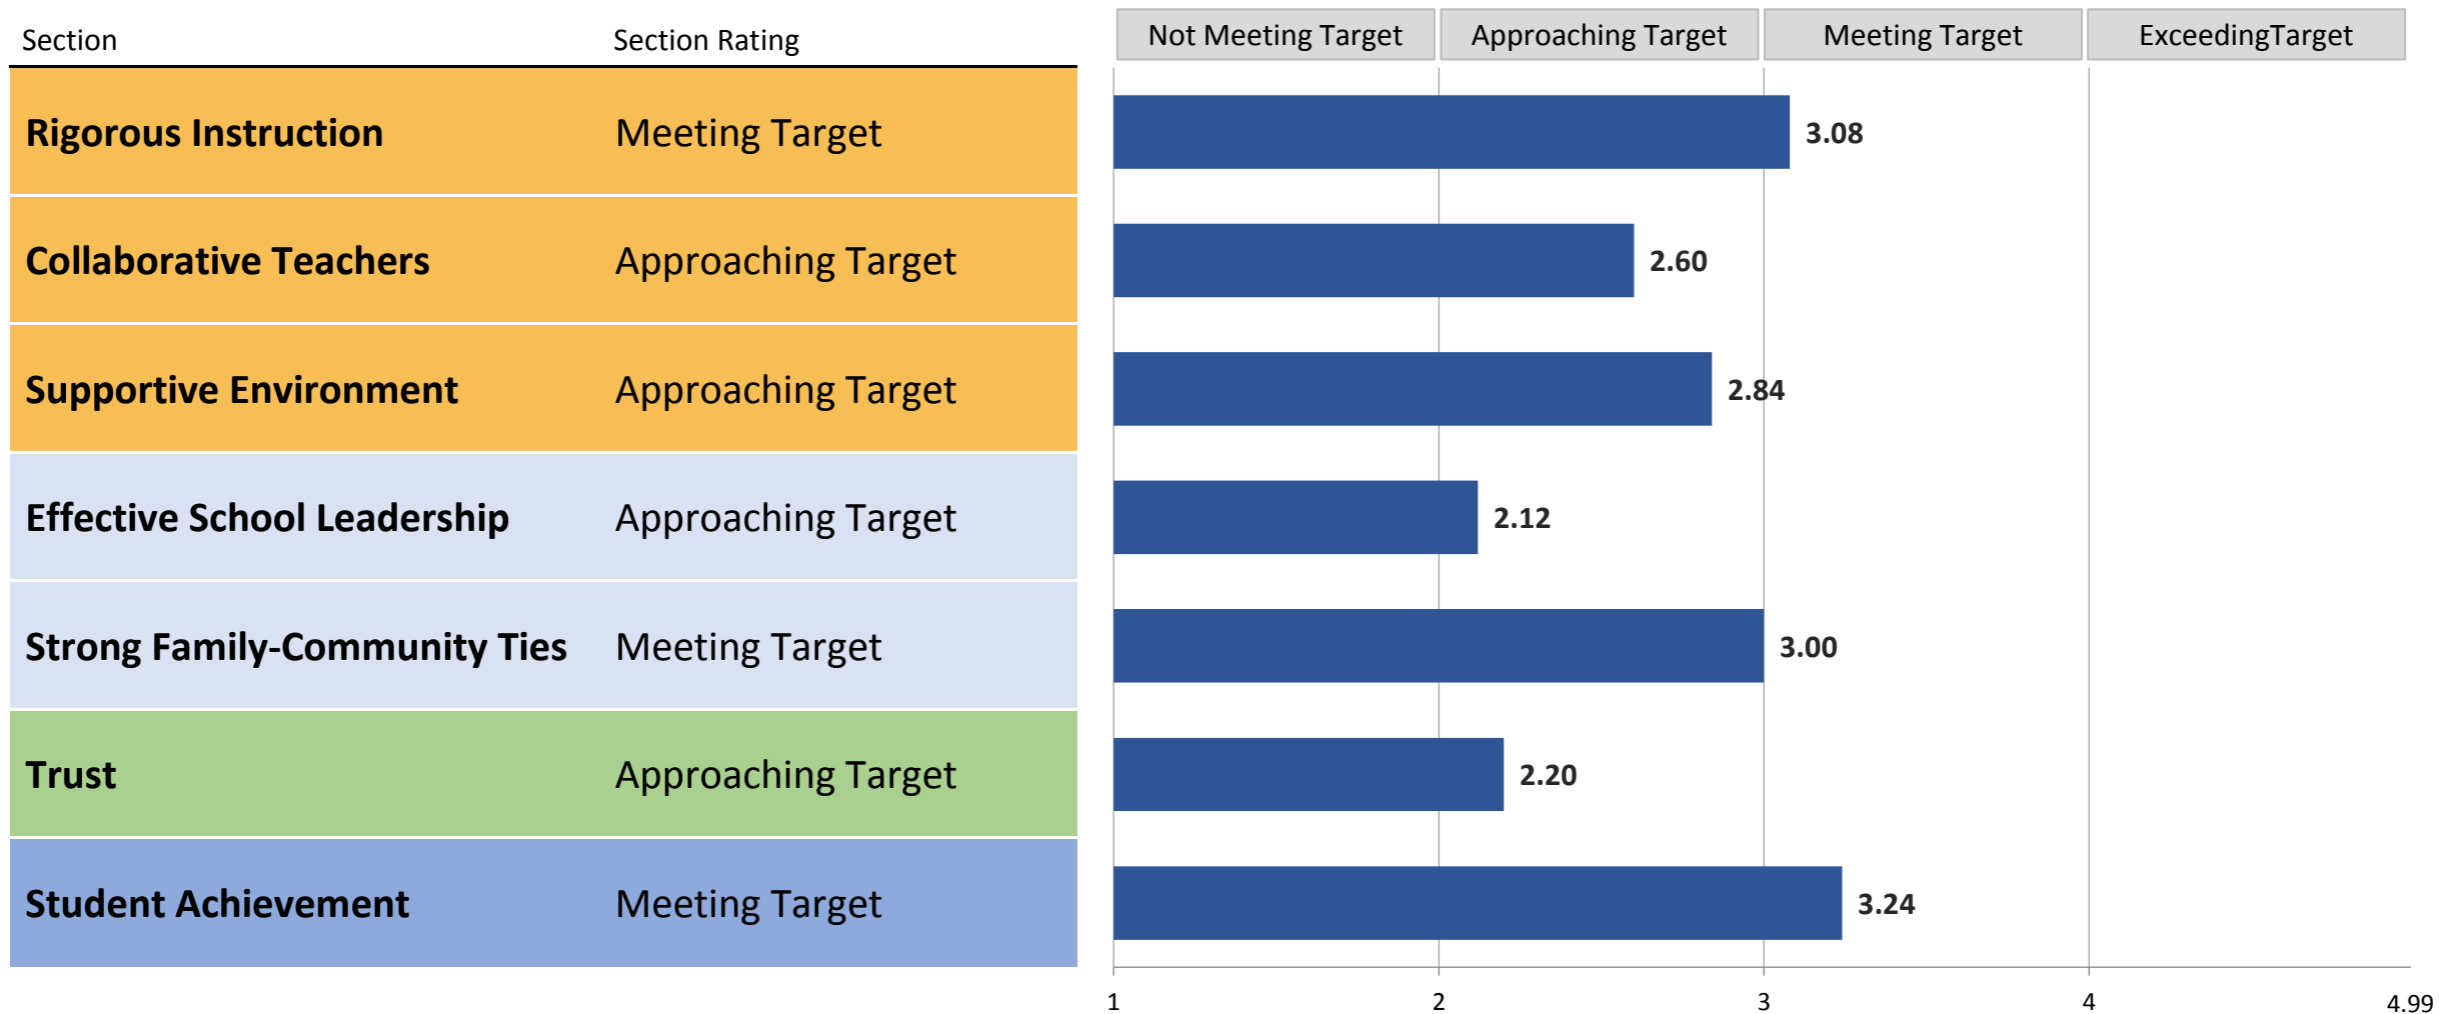 Section Section Rating Not Meeting Target Approaching Target Meeting Target ExceedingTarget
Rigorous Instruction Meeting Target 3.08
Collaborative Teachers Approaching Target 2.60
Supportive Environment Approaching Target 2.84
Effective School Leadership Approaching Target 2.12
Strong Family-Community Ties Meeting Target 3.00
Trust Approaching Target 2.20
Student Achievement Meeting Target 3.24
1 2 3 4 4.99